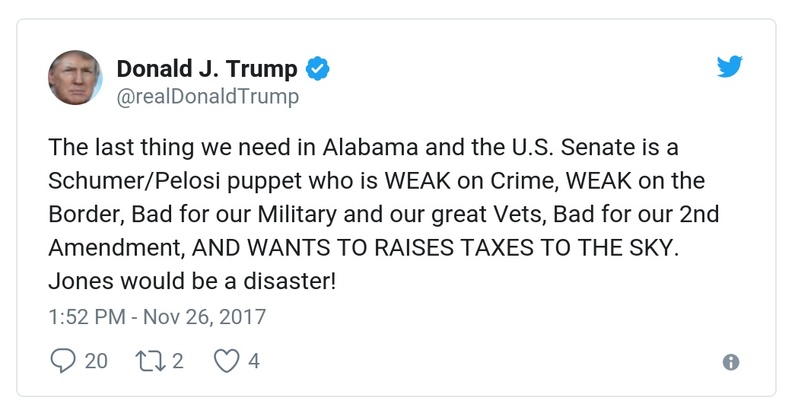 Donald J. Trump
@realDonaldTrump
The last thing we need in Alabama and the U.S. Senate is a
Schumer/Pelosi puppet who is WEAK on Crime, WEAK on the
Border, Bad for our Military and our great Vets, Bad for our 2nd
Amendment, AND WANTS TO RAISES TAXES TO THE SKY.
Jones would be a disaster!
1:52 PM - Nov 26, 2017
20 2 4